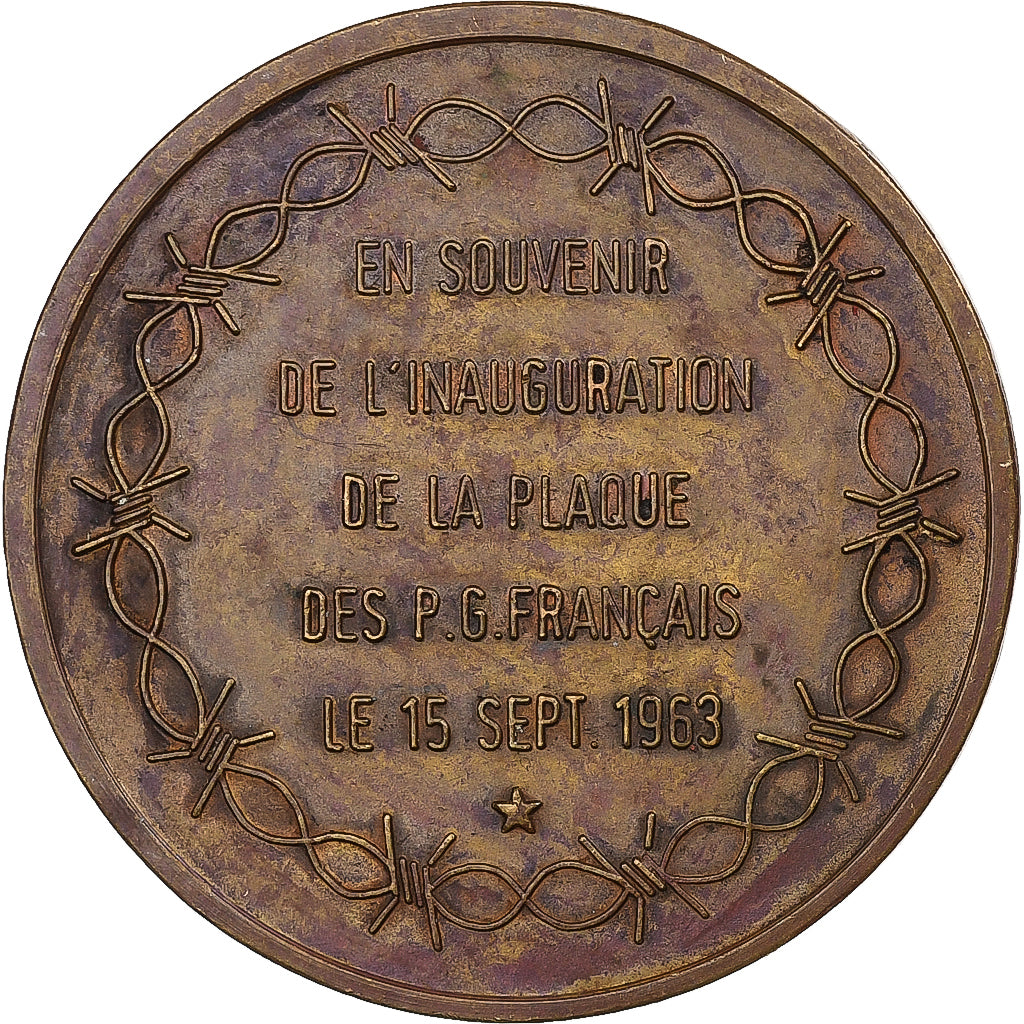 EN SOUVENIR
DE L'INAUGURATION
DE LA PLAQUE
DES P.G.FRANÇAIS
LE 15 SEPT. 1963